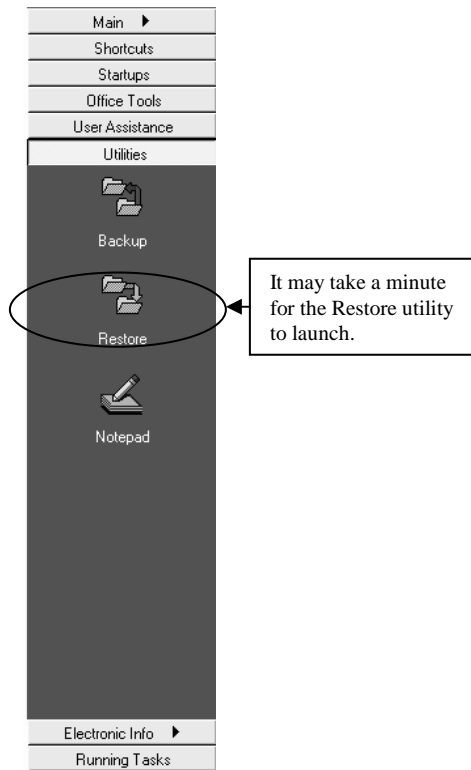 Main
Shortcuts
Startups
Office Tools
User Assistance
Utilities
Backup
Restore
It may take a minute
for the Restore utility
to launch.
Notepad
Electronic Info
Running Tasks